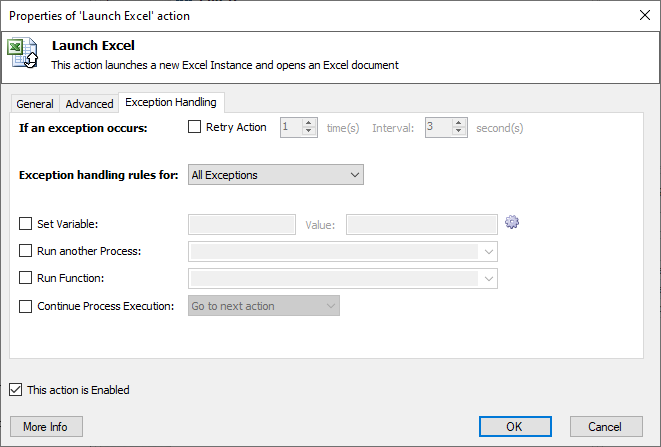 Properties of 'Launch Excel' action
Launch Excel
This action launches a new Excel Instance and opens an Excel document
General Advanced Exception Handling
If an exception occurs: Retry Action 1 time(s) Interval: 3 second(s)
Exception handling rules for: All Exceptions
Set Variable: Value:
Run another Process:
Run Function:
Continue Process Execution: Go to next action
This action is Enabled
More Info OK Cancel